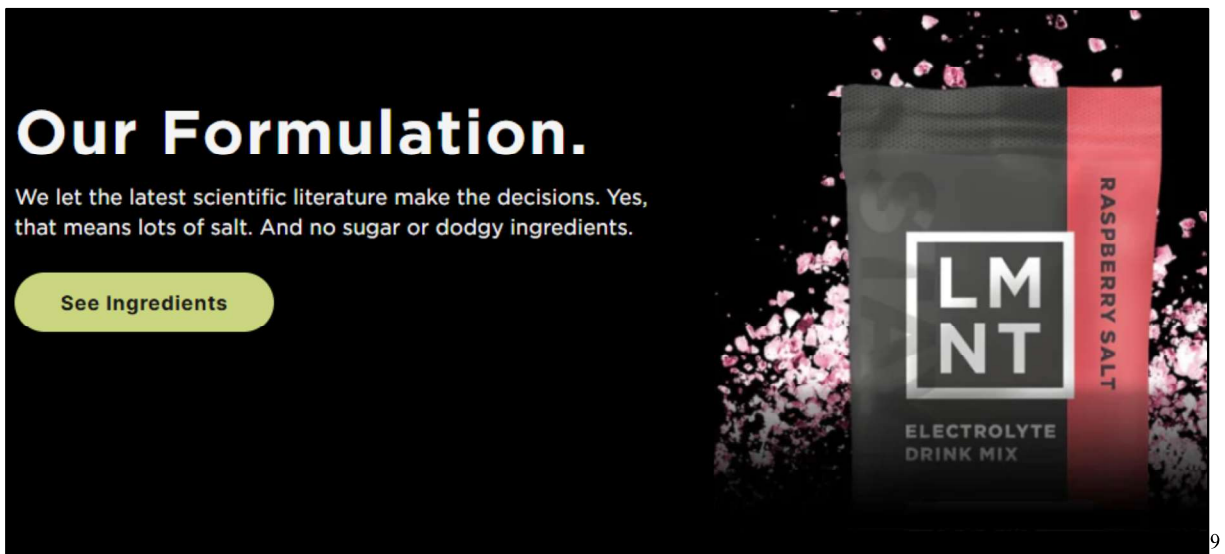 Our Formulation.
We let the latest scientific literature make the decisions. Yes,
that means lots of salt. And no sugar or dodgy ingredients.
See Ingredients
RASPBERRY SALT
LM
NT
ELECTROLYTE
DRINK MIX
9